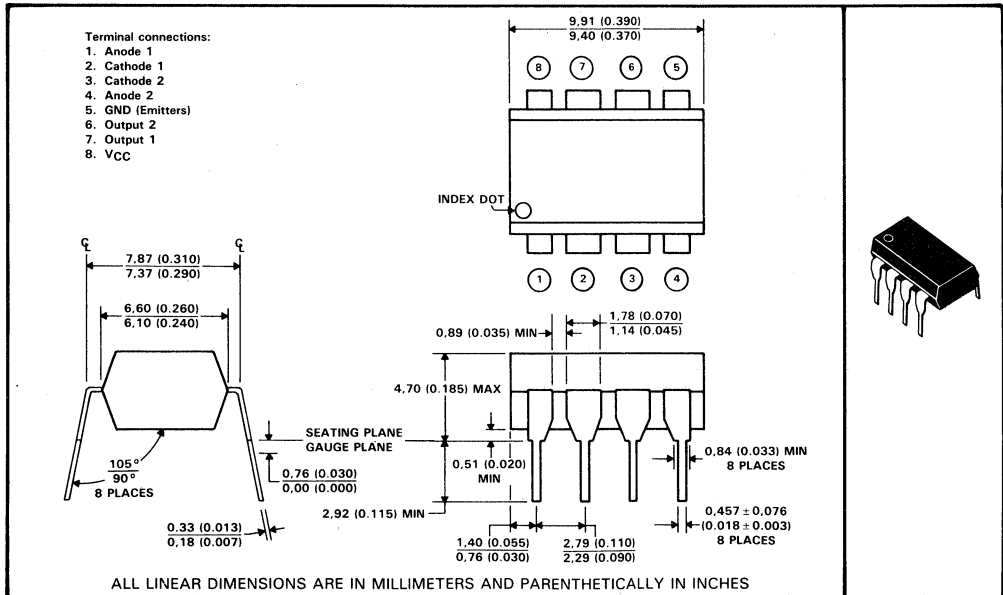 Terminal connections:
1. Anode 1
2. Cathode 1
3. Cathode 2
4. Anode 2
5. GND (Emitters)
6. Output 2
7. Output 1
8. VCC
9,91 (0.390)
9,40 (0.370)
8 7 6 5
INDEX DOT
1 2 3 4
℄ ℄
7,87 (0.310)
7,37 (0.290)
6,60 (0.260)
6,10 (0.240)
105°
90°
8 PLACES
0.33 (0.013)
0,18 (0.007)
SEATING PLANE
GAUGE PLANE
0,76 (0.030)
0,00 (0.000)
2,92 (0.115) MIN
0,89 (0.035) MIN
1,78 (0.070)
1,14 (0.045)
4,70 (0.185) MAX
0,51 (0.020)
MIN
0,84 (0.033) MIN
8 PLACES
0,457 ± 0,076
(0.018 ± 0.003)
8 PLACES
1,40 (0.055)
0,76 (0.030)
2,79 (0.110)
2,29 (0.090)
ALL LINEAR DIMENSIONS ARE IN MILLIMETERS AND PARENTHETICALLY IN INCHES